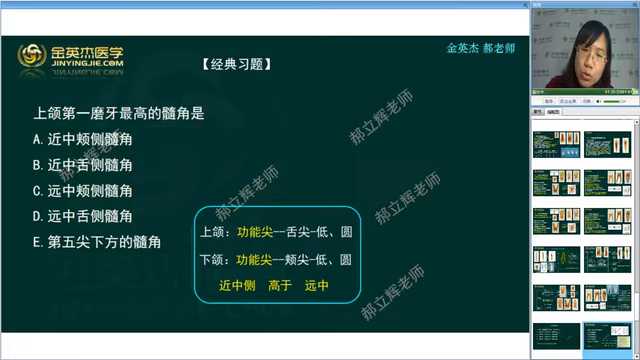 金英杰医学
JINYINGJIE.COM
【经典习题】
金英杰 郝老师
上颌第一磨牙最高的髓角是
A.近中颊侧髓角
B.近中舌侧髓角
C.远中颊侧髓角
D.远中舌侧髓角
E.第五尖下方的髓角
上颌：功能尖--舌尖-低、圆
下颌：功能尖--颊尖-低、圆
近中侧 高于 远中
郝立辉老师
郝立辉老师
郝立辉老师
郝立辉老师
郝立辉老师